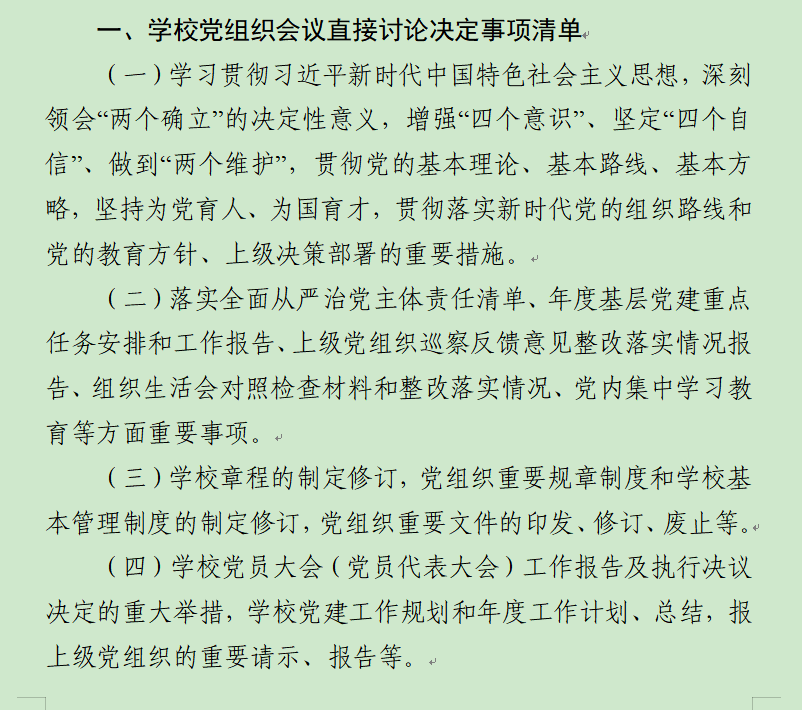 一、学校党组织会议直接讨论决定事项清单
（一）学习贯彻习近平新时代中国特色社会主义思想，深刻
领会“两个确立”的决定性意义，增强“四个意识”、坚定“四个自
信”、做到“两个维护”，贯彻党的基本理论、基本路线、基本方
略，坚持为党育人、为国育才，贯彻落实新时代党的组织路线和
党的教育方针、上级决策部署的重要措施。
（二）落实全面从严治党主体责任清单、年度基层党建重点
任务安排和工作报告、上级党组织巡察反馈意见整改落实情况报
告、组织生活会对照检查材料和整改落实情况、党内集中学习教
育等方面重要事项。
（三）学校章程的制定修订，党组织重要规章制度和学校基
本管理制度的制定修订，党组织重要文件的印发、修订、废止等。
（四）学校党员大会（党员代表大会）工作报告及执行决议
决定的重大举措，学校党建工作规划和年度工作计划、总结，报
上级党组织的重要请示、报告等。